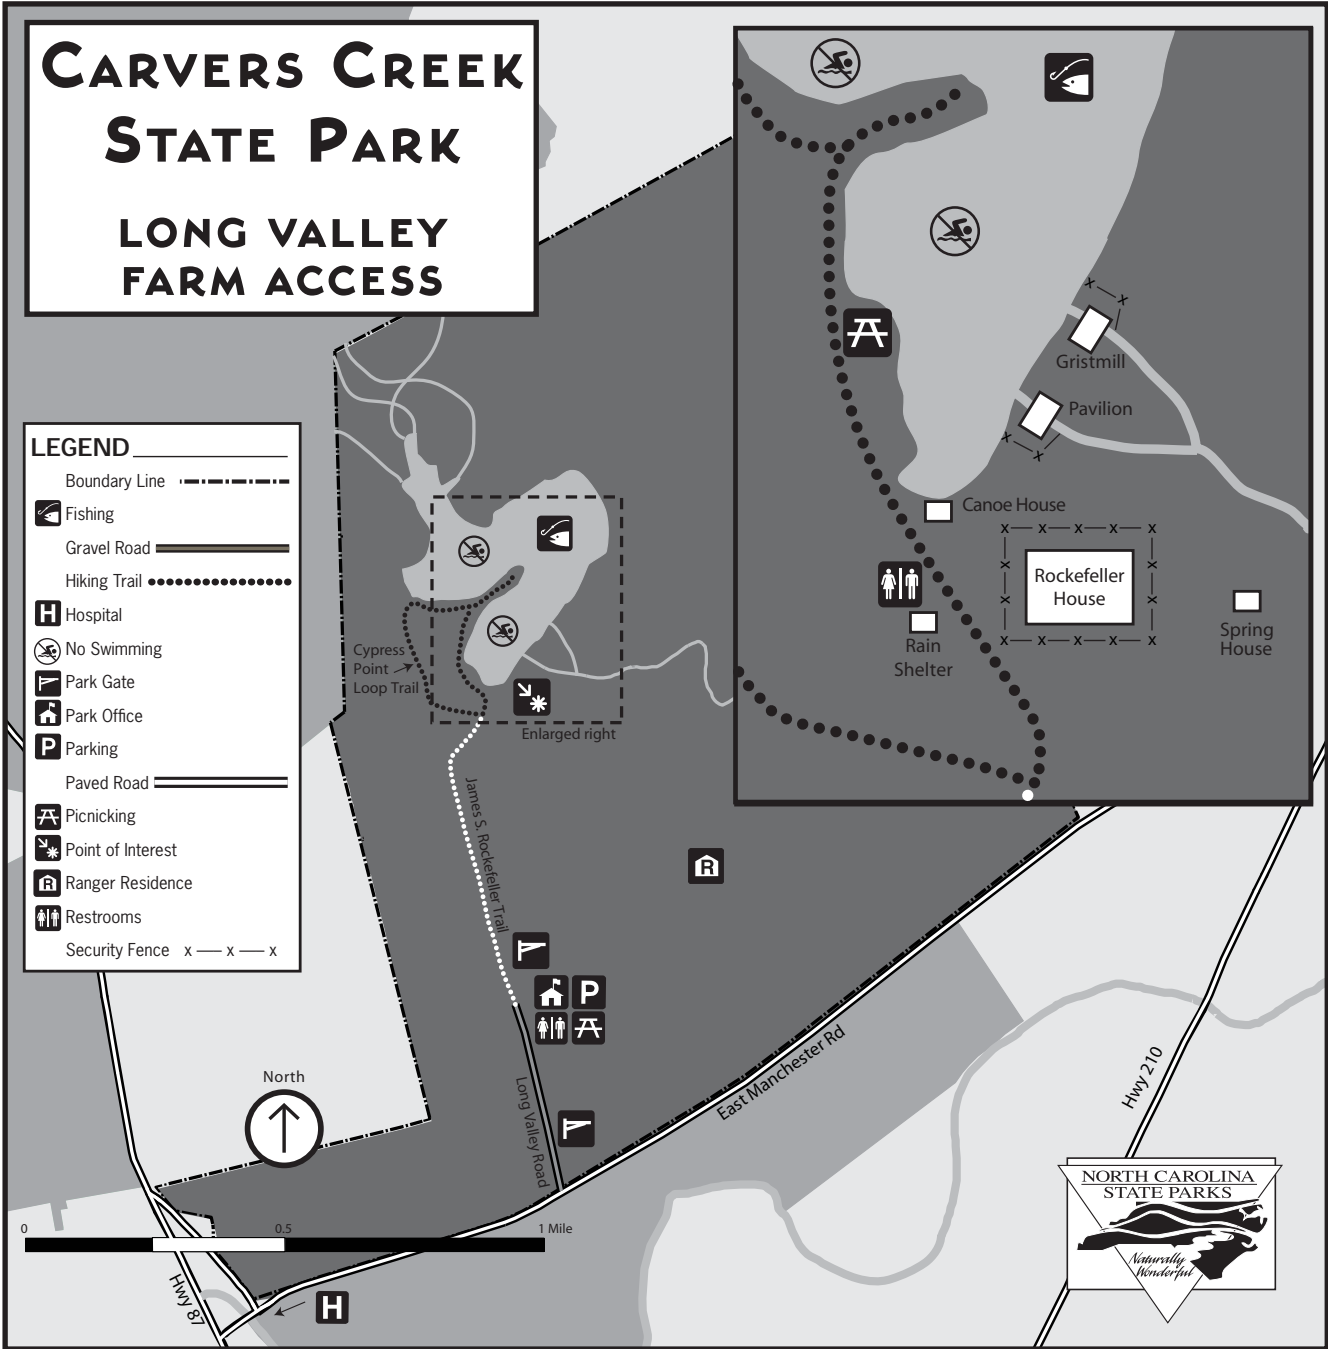 CARVERS CREEK
STATE PARK
LONG VALLEY
FARM ACCESS
LEGEND
Boundary Line
Fishing
Gravel Road
Hiking Trail
H Hospital
No Swimming
Park Gate
Park Office
P Parking
Paved Road
Picnicking
Point of Interest
R Ranger Residence
Restrooms
Security Fence x — x — x
Gristmill
Pavilion
Canoe House
Rockefeller
House
Rain
Shelter
Spring
House
Cypress
Point
Loop Trail
Enlarged right
James S. Rockefeller Trail
R
P
Long Valley Road
East Manchester Rd
Hwy 210
North
0 0.5 1 Mile
Hwy 87
H
NORTH CAROLINA
STATE PARKS
Naturally
Wonderful